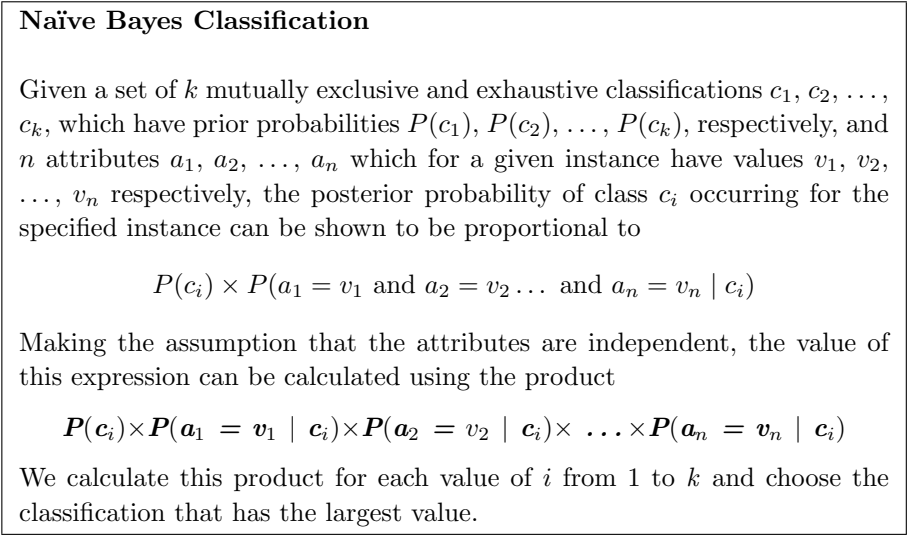 Naïve Bayes Classification
Given a set of k mutually exclusive and exhaustive classifications c₁, c₂, …,
cₖ, which have prior probabilities P(c₁), P(c₂), …, P(cₖ), respectively, and
n attributes a₁, a₂, …, aₙ which for a given instance have values v₁, v₂,
…, vₙ respectively, the posterior probability of class cᵢ occurring for the
specified instance can be shown to be proportional to
P(cᵢ) × P(a₁ = v₁ and a₂ = v₂ … and aₙ = vₙ | cᵢ)
Making the assumption that the attributes are independent, the value of
this expression can be calculated using the product
P(cᵢ)×P(a₁ = v₁ | cᵢ)×P(a₂ = v₂ | cᵢ)× …×P(aₙ = vₙ | cᵢ)
We calculate this product for each value of i from 1 to k and choose the
classification that has the largest value.